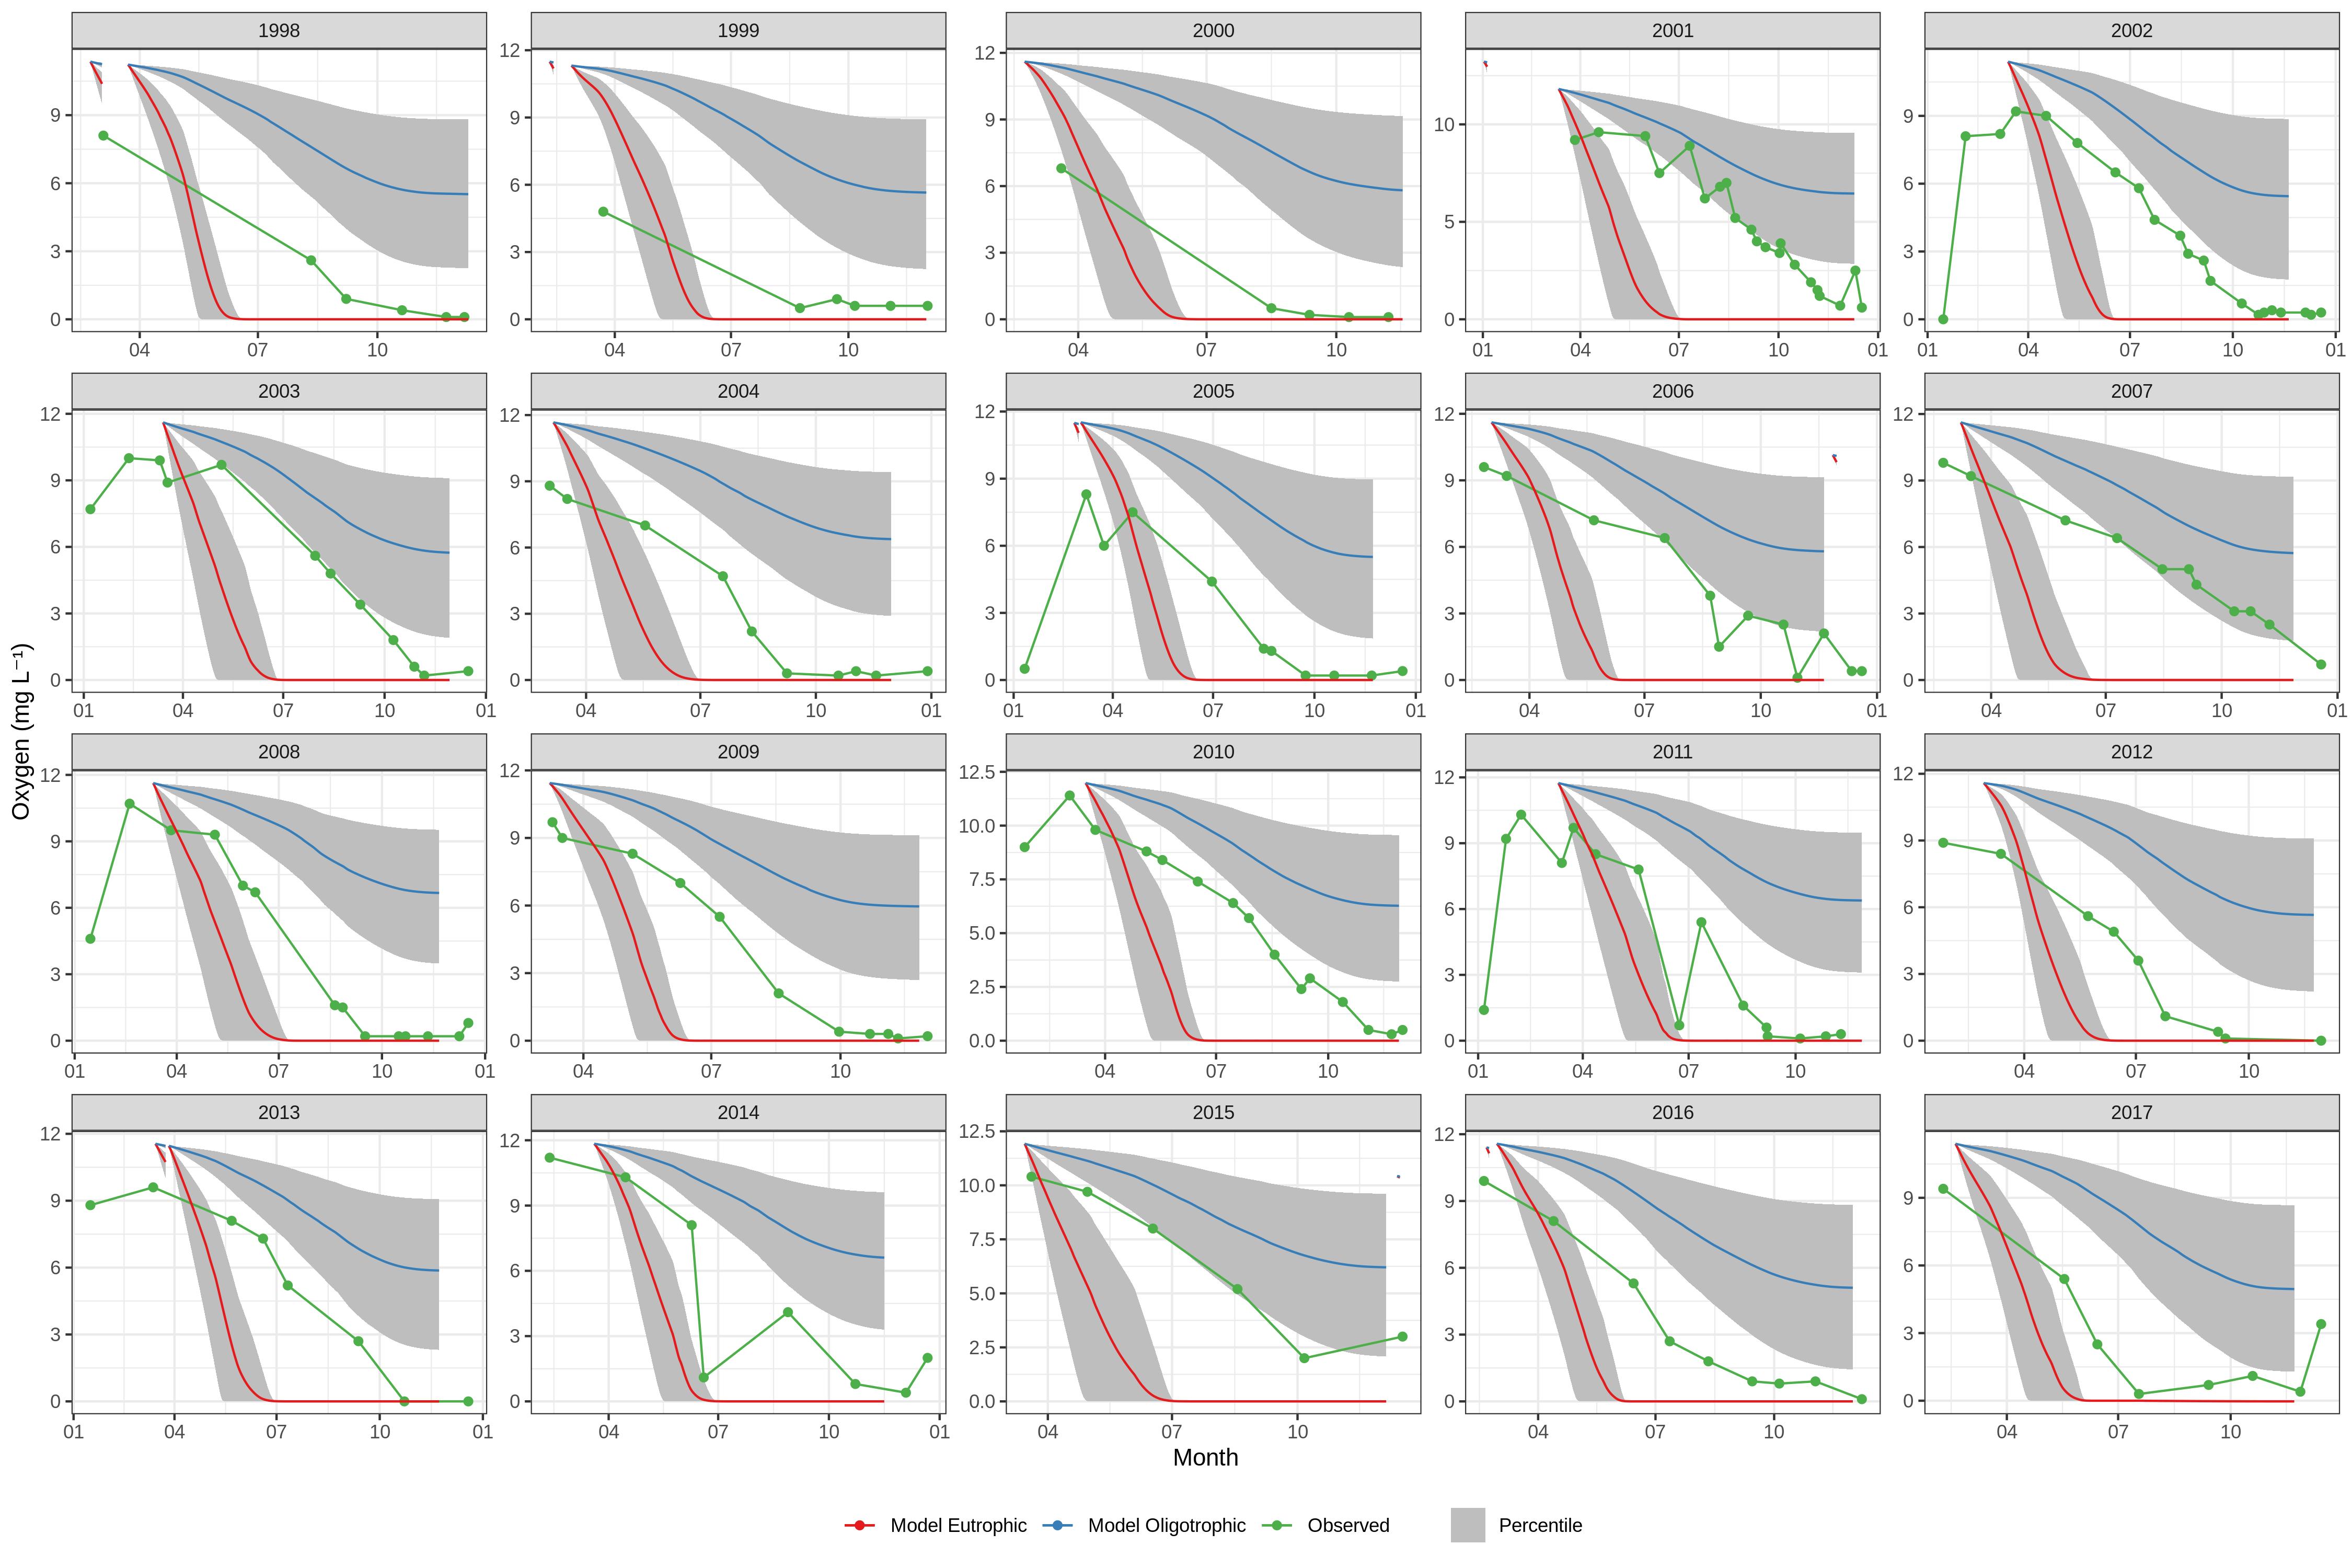 1998 1999 2000 2001 2002
12 12
9 9 9 10 9
6 6 6 5 6
3 3 3 3
0 0 0 0 0
04 07 10 04 07 10 04 07 10 01 04 07 10 01 01 04 07 10 01
2003 2004 2005 2006 2007
12 12 12 12 12
9 9 9 9 9
6 6 6 6 6
3 3 3 3 3
0 0 0 0 0
01 04 07 10 01 04 07 10 01 01 04 07 10 01 04 07 10 01 04 07 10 01
Oxygen (mg L⁻¹)
2008 2009 2010 2011 2012
12 12 12.5 12 12
9 9 10.0 9 9
7.5
6 6 5.0 6 6
3 3 2.5 3 3
0 0 0.0 0 0
01 04 07 10 01 04 07 10 04 07 10 01 04 07 10 04 07 10
2013 2014 2015 2016 2017
12 12 12.5 12
9 9 10.0 9 9
7.5
6 6 5.0 6 6
3 3 2.5 3 3
0 0 0.0 0 0
01 04 07 10 01 04 07 10 01 04 07 10 04 07 10 04 07 10
Month
Model Eutrophic Model Oligotrophic Observed Percentile